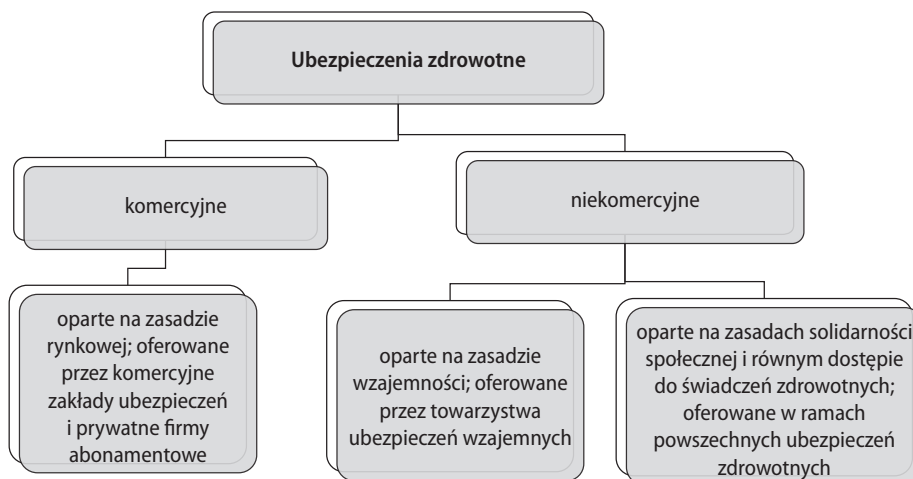 Ubezpieczenia zdrowotne
komercyjne
niekomercyjne
oparte na zasadzie
rynkowej; oferowane
przez komercyjne
zakłady ubezpieczeń
i prywatne firmy
abonamentowe
oparte na zasadzie
wzajemności; oferowane
przez towarzystwa
ubezpieczeń wzajemnych
oparte na zasadach solidarności
społecznej i równym dostępie
do świadczeń zdrowotnych;
oferowane w ramach
powszechnych ubezpieczeń
zdrowotnych